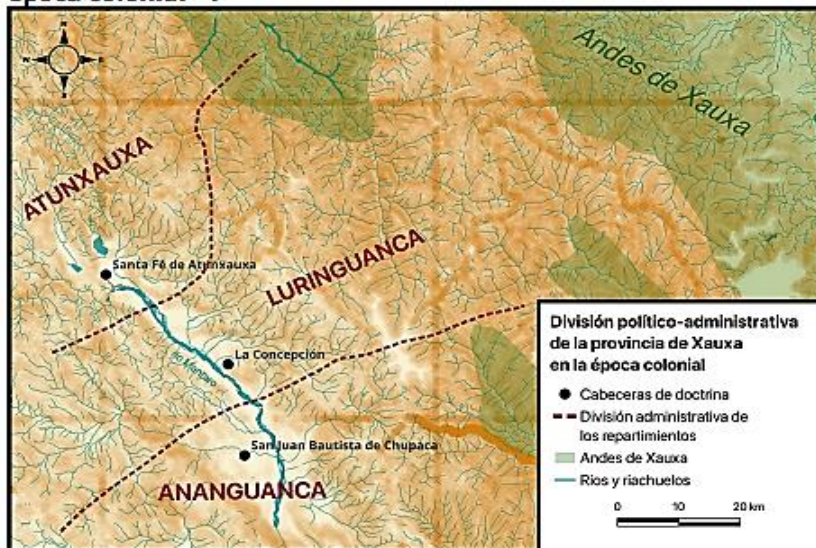 N
E
S
Andes de Xauxa
ATUNXAUXA
Santa Fé de Atunxauxa
LURINGUANCA
La Concepción
Río Mantaro
San Juan Bautista de Chupaca
ANANGUANCA
División político-administrativa
de la provincia de Xauxa
en la época colonial
Cabeceras de doctrina
División administrativa de
los repartimientos
Andes de Xauxa
Ríos y riachuelos
0 10 20 km